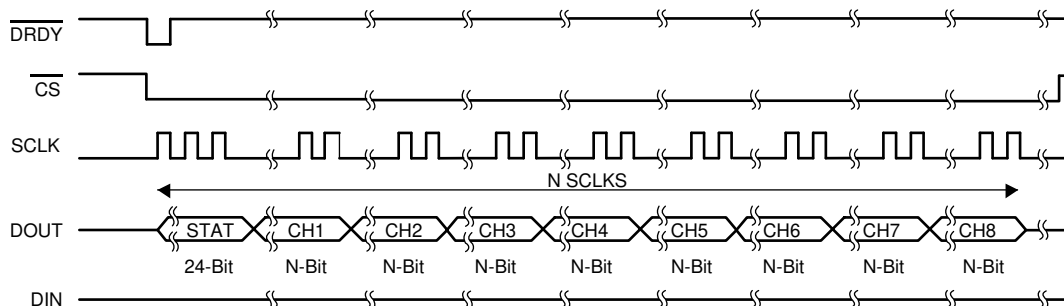 DRDY
CS
SCLK
N SCLKS
DOUT STAT CH1 CH2 CH3 CH4 CH5 CH6 CH7 CH8
24-Bit N-Bit N-Bit N-Bit N-Bit N-Bit N-Bit N-Bit N-Bit
DIN